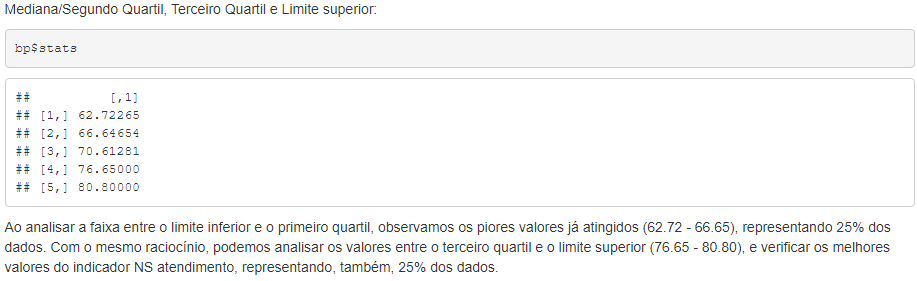 Mediana/Segundo Quartil, Terceiro Quartil e Limite superior:
bp$stats
## [,1]
## [1,] 62.72265
## [2,] 66.64654
## [3,] 70.61281
## [4,] 76.65000
## [5,] 80.80000
Ao analisar a faixa entre o limite inferior e o primeiro quartil, observamos os piores valores já atingidos (62.72 - 66.65), representando 25% dos
dados. Com o mesmo raciocínio, podemos analisar os valores entre o terceiro quartil e o limite superior (76.65 - 80.80), e verificar os melhores
valores do indicador NS atendimento, representando, também, 25% dos dados.